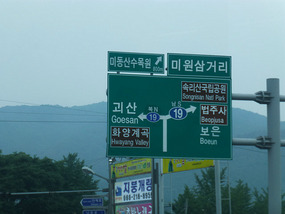 미동산수목원
미원삼거리
속리산국립공원
Songnisan Nat'l Park
괴산
Goesan
19
19
법주사
Beopjusa
화양계곡
Hwayang Valley
보은
Boeun
지붕개량